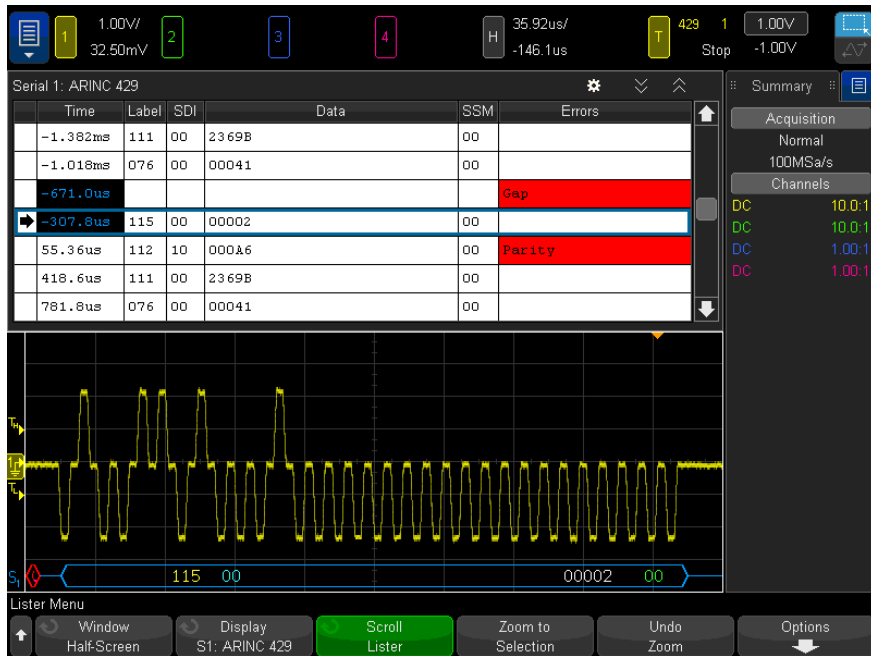 1 1.00V/ 2 3 4 H 35.92us/ T 429 1 1.00V
32.50mV -146.1us Stop -1.00V
Serial 1: ARINC 429
Time Label SDI Data SSM Errors
-1.382ms 111 00 2369B 00
-1.018ms 076 00 00041 00
-671.0us Gap
-307.8us 115 00 00002 00
55.36us 112 10 000A6 00 Parity
418.6us 111 00 2369B 00
781.8us 076 00 00041 00
Summary
Acquisition
Normal
100MSa/s
Channels
DC 10.0:1
DC 10.0:1
DC 1.00:1
DC 1.00:1
TH
1
TL
S1 115 00 00002 00
Lister Menu
Window Display Scroll Zoom to Undo Options
Half-Screen S1: ARINC 429 Lister Selection Zoom